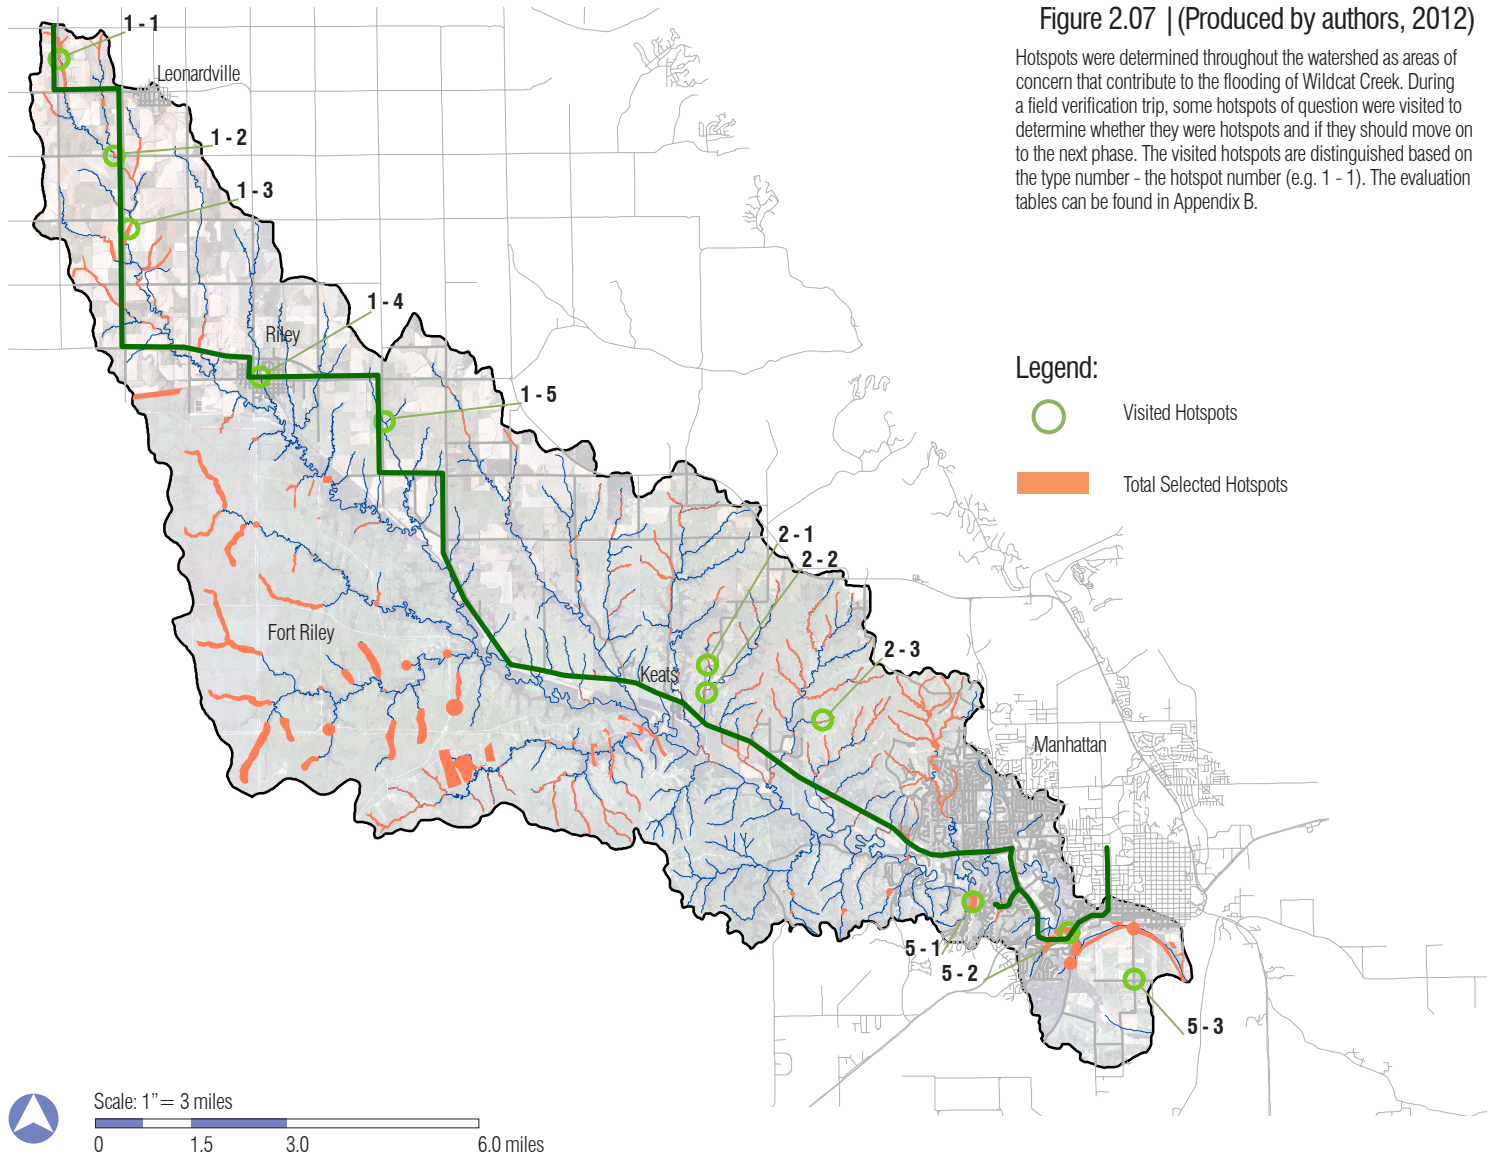 Figure 2.07 | (Produced by authors, 2012)
Hotspots were determined throughout the watershed as areas of
concern that contribute to the flooding of Wildcat Creek. During
a field verification trip, some hotspots of question were visited to
determine whether they were hotspots and if they should move on
to the next phase. The visited hotspots are distinguished based on
the type number - the hotspot number (e.g. 1 - 1). The evaluation
tables can be found in Appendix B.
1 - 1
Leonardville
1 - 2
1 - 3
1 - 4
Riley
1 - 5
Legend:
Visited Hotspots
Total Selected Hotspots
2 - 1
2 - 2
Fort Riley
2 - 3
Keats
Manhattan
5 - 1
5 - 2
5 - 3
Scale: 1”= 3 miles
0 1.5 3.0 6.0 miles